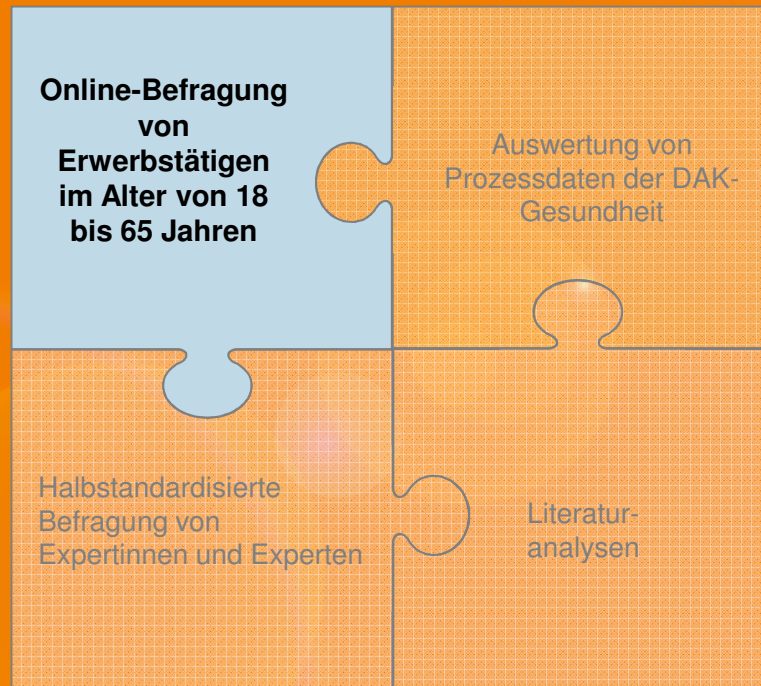 Online-Befragung
von
Erwerbstätigen
im Alter von 18
bis 65 Jahren
Auswertung von
Prozessdaten der DAK-
Gesundheit
Halbstandardisierte
Befragung von
Expertinnen und Experten
Literatur-
analysen